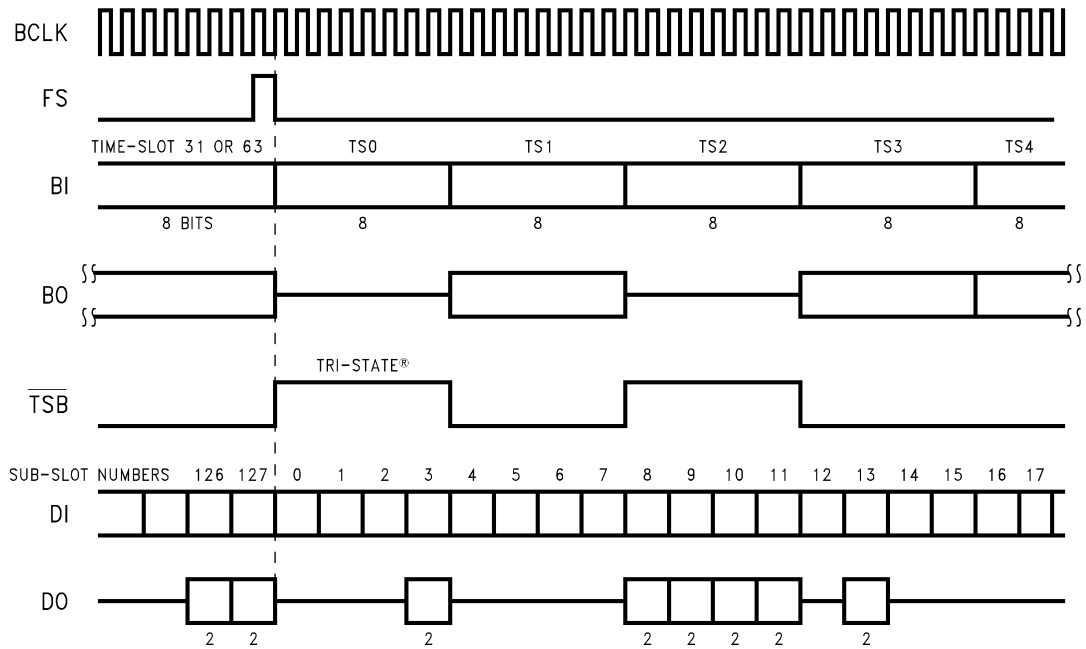 BCLK
FS
TIME-SLOT 31 OR 63 TS0 TS1 TS2 TS3 TS4
BI
8 BITS 8 8 8 8 8
BO
TRI-STATE®
TSB
SUB-SLOT NUMBERS 126 127 0 1 2 3 4 5 6 7 8 9 10 11 12 13 14 15 16 17
DI
DO
2 2 2 2 2 2 2 2